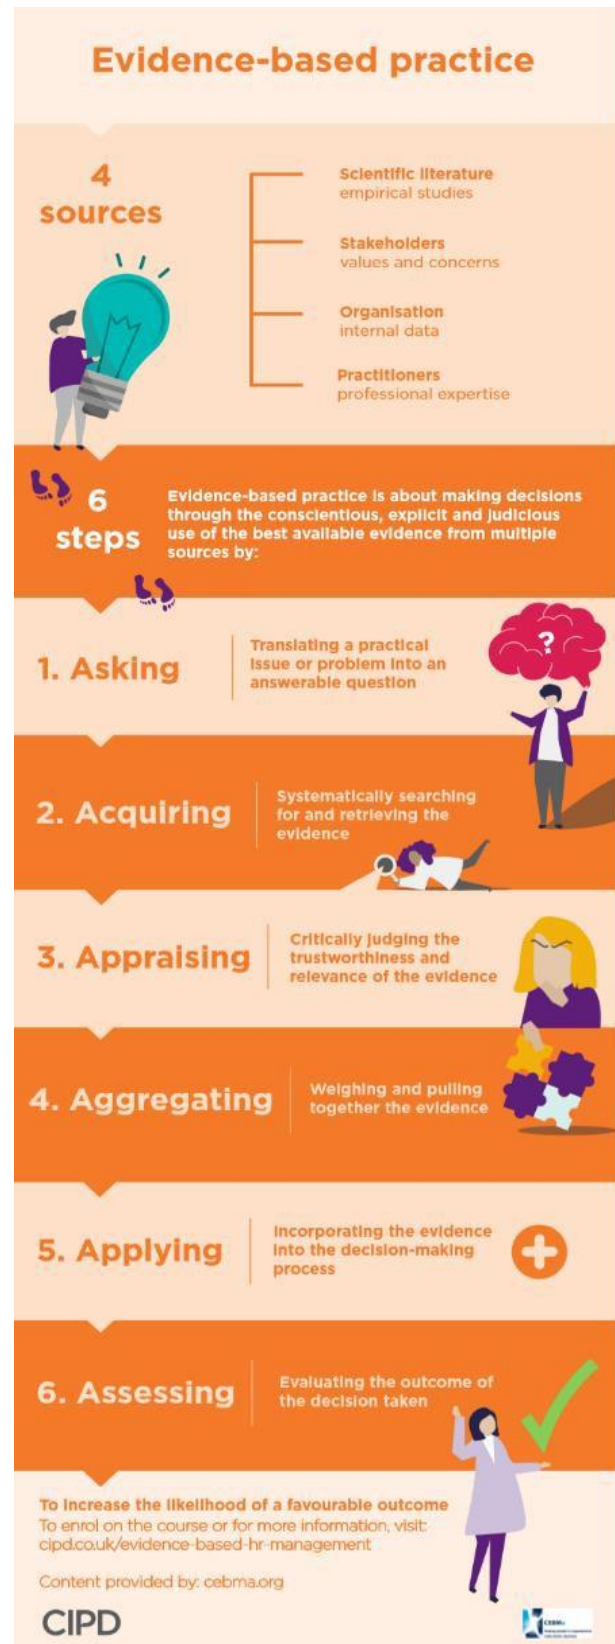 Evidence-based practice
4
sources
Scientific literature
empirical studies
Stakeholders
values and concerns
Organisation
internal data
Practitioners
professional expertise
6
steps
Evidence-based practice is about making decisions
through the conscientious, explicit and judicious
use of the best available evidence from multiple
sources by:
1. Asking
Translating a practical
issue or problem into an
answerable question
?
2. Acquiring
Systematically searching
for and retrieving the
evidence
3. Appraising
Critically judging the
trustworthiness and
relevance of the evidence
4. Aggregating
Weighing and pulling
together the evidence
5. Applying
Incorporating the evidence
into the decision-making
process
6. Assessing
Evaluating the outcome of
the decision taken
To increase the likelihood of a favourable outcome
To enrol on the course or for more information, visit:
cipd.co.uk/evidence-based-hr-management
Content provided by: cebma.org
CIPD
CEBMa